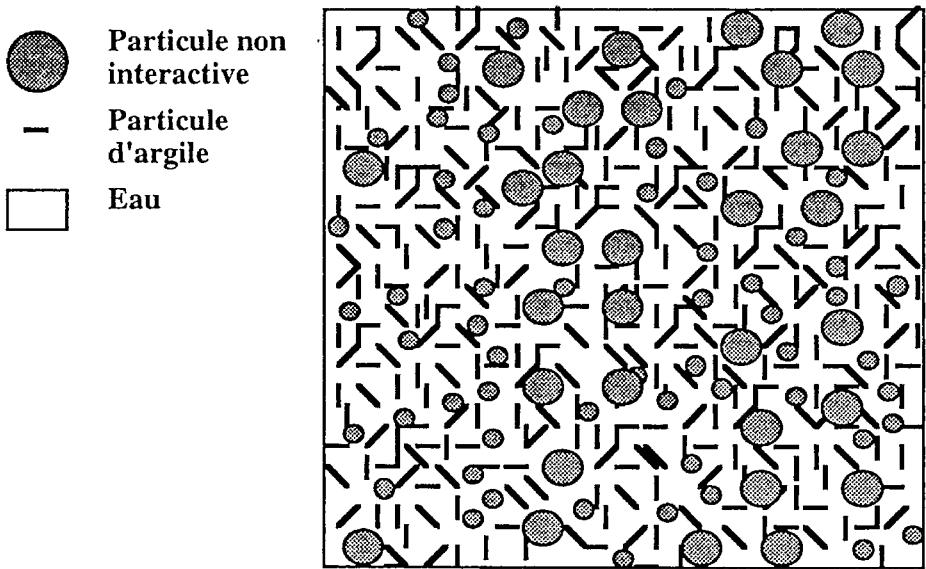 Particule non
interactive
Particule
d'argile
Eau